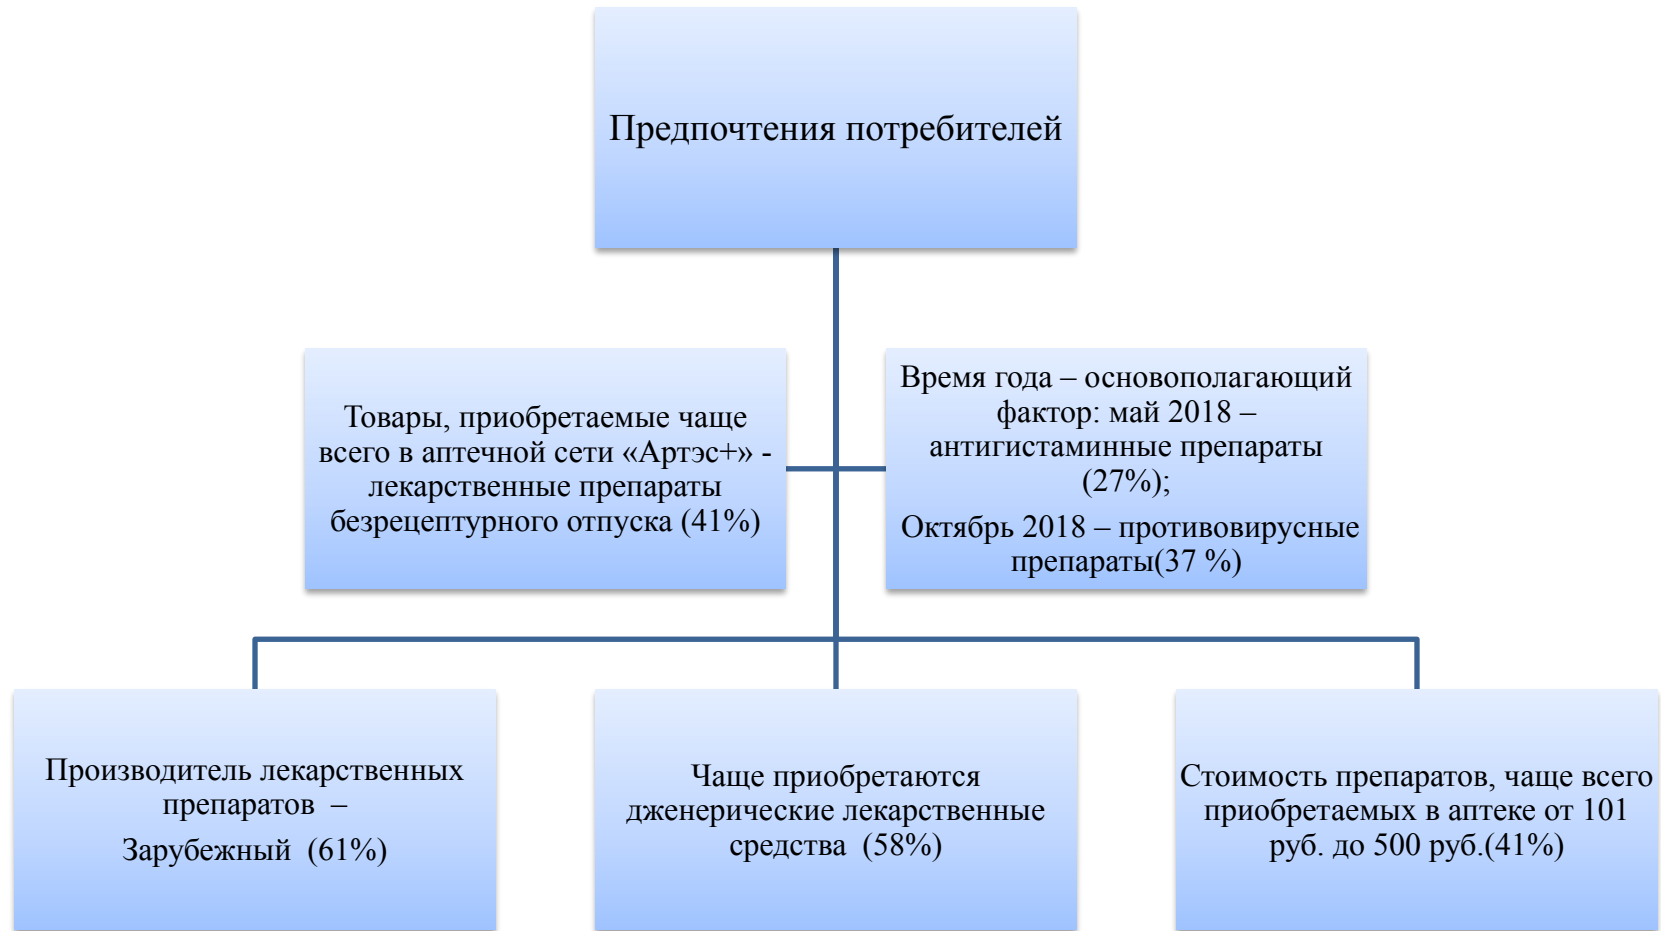 Предпочтения потребителей
Товары, приобретаемые чаще
всего в аптечной сети «Артэс+» -
лекарственные препараты
безрецептурного отпуска (41%)
Время года – основополагающий
фактор: май 2018 –
антигистаминные препараты
(27%);
Октябрь 2018 – противовирусные
препараты(37 %)
Производитель лекарственных
препаратов –
Зарубежный (61%)
Чаще приобретаются
дженерические лекарственные
средства (58%)
Стоимость препаратов, чаще всего
приобретаемых в аптеке от 101
руб. до 500 руб.(41%)